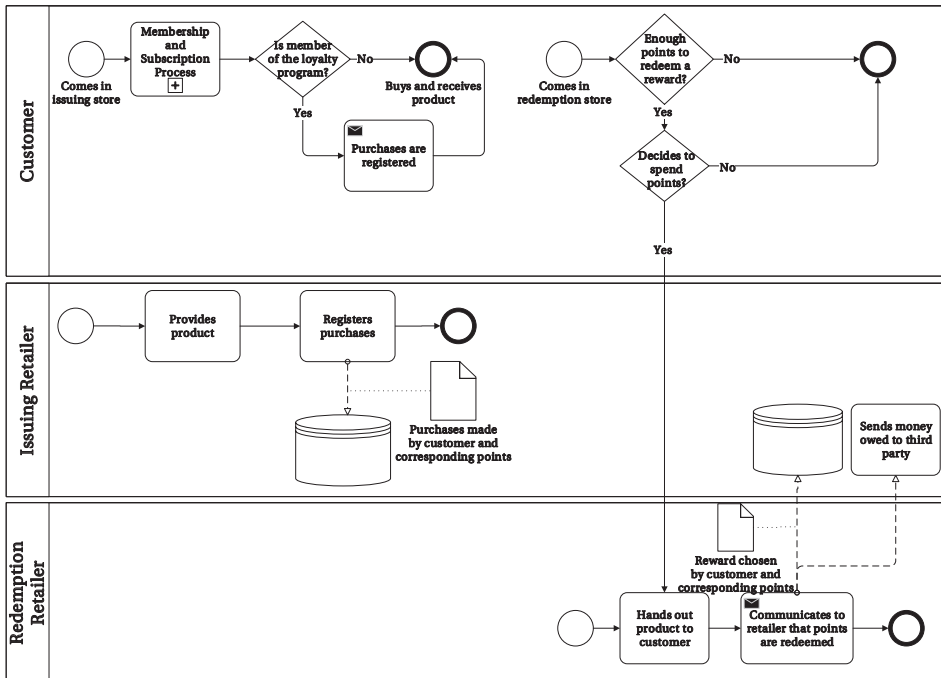 Customer
Comes in
issuing store
Membership
and
Subscription
Process
Is member
of the loyalty
program?
No
Yes
Buys and receives
product
Purchases are
registered
Comes in
redemption store
Enough
points to
redeem a
reward?
No
Yes
Decides to
spend
points?
No
Yes
Issuing Retailer
Provides
product
Registers
purchases
Purchases made
by customer and
corresponding points
Sends money
owed to third
party
Redemption
Retailer
Reward chosen
by customer and
corresponding points
Hands out
product to
customer
Communicates to
retailer that points
are redeemed